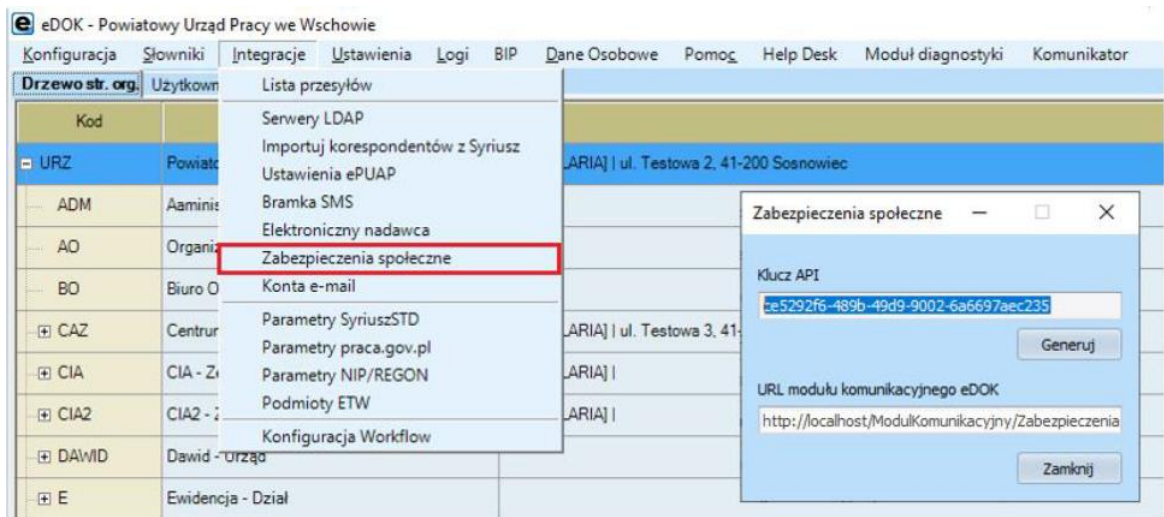 eDOK - Powiatowy Urząd Pracy we Wschowie
Konfiguracja Słowniki Integracje Ustawienia Logi BIP Dane Osobowe Pomoc Help Desk Moduł diagnostyki Komunikator
Drzewo str. org. Użytkown
Kod
URZ Powiato
ARIA] | ul. Testowa 2, 41-200 Sosnowiec
ADM Aaminis
AO Organiz
BO Biuro O
CAZ Centrum
ARIA] | ul. Testowa 3, 41-
CIA CIA - Ze
ARIA] |
CIA2 CIA2 - Z
ARIA] |
DAWID Dawid - Urząd
E Ewidencja - Dział
Lista przesyłów
Serwery LDAP
Importuj korespondentów z Syriusz
Ustawienia ePUAP
Bramka SMS
Elektroniczny nadawca
Zabezpieczenia społeczne
Konta e-mail
Parametry SyriuszSTD
Parametry praca.gov.pl
Parametry NIP/REGON
Podmioty ETW
Konfiguracja Workflow
Zabezpieczenia społeczne
Klucz API
ce5292f6-489b-49d9-9002-6a6697aec235
Generuj
URL modułu komunikacyjnego eDOK
http://localhost/ModulKomunikacyjny/Zabezpieczenia
Zamknij